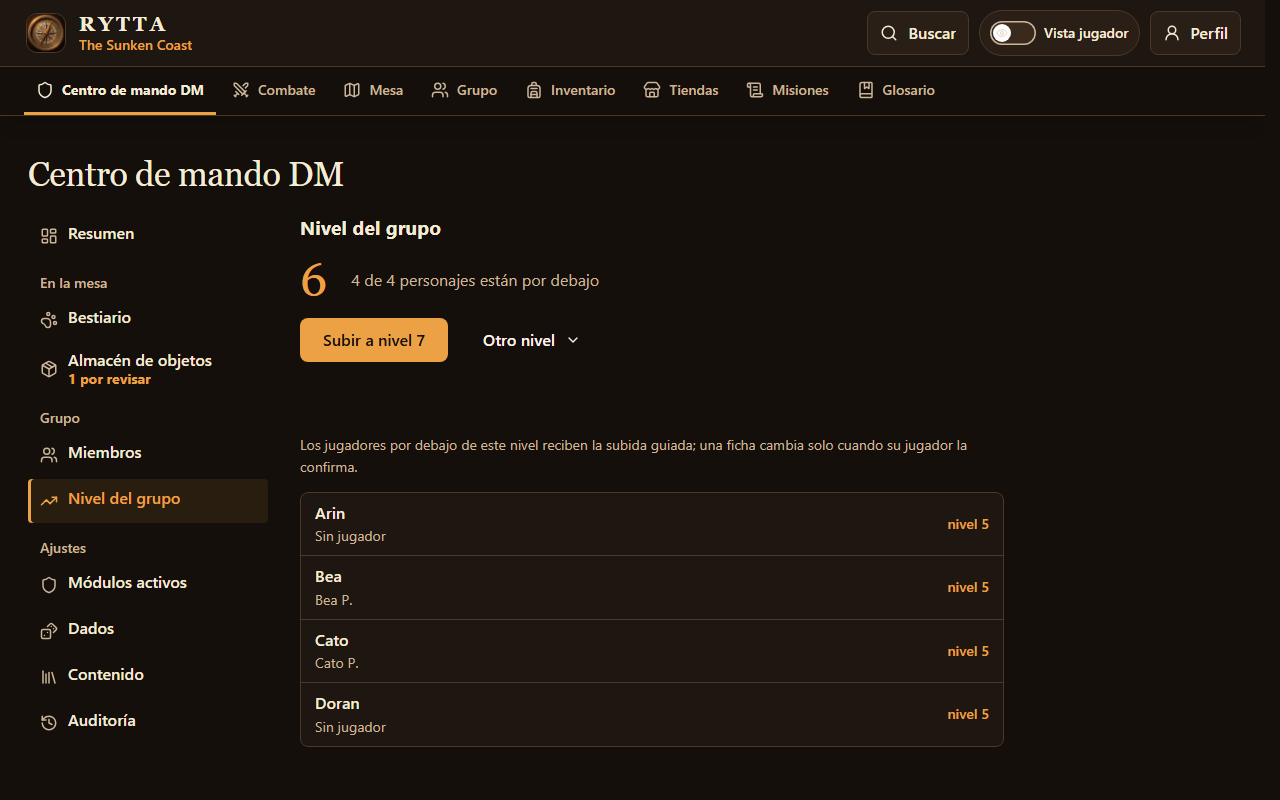 RYTTA
The Sunken Coast
Buscar
Vista jugador
Perfil
Centro de mando DM
Combate
Mesa
Grupo
Inventario
Tiendas
Misiones
Glosario
Centro de mando DM
Resumen
En la mesa
Bestiario
Almacén de objetos
1 por revisar
Grupo
Miembros
Nivel del grupo
Ajustes
Módulos activos
Dados
Contenido
Auditoría
Nivel del grupo
6
4 de 4 personajes están por debajo
Subir a nivel 7
Otro nivel
Los jugadores por debajo de este nivel reciben la subida guiada; una ficha cambia solo cuando su jugador la
confirma.
Arin
Sin jugador
nivel 5
Bea
Bea P.
nivel 5
Cato
Cato P.
nivel 5
Doran
Sin jugador
nivel 5